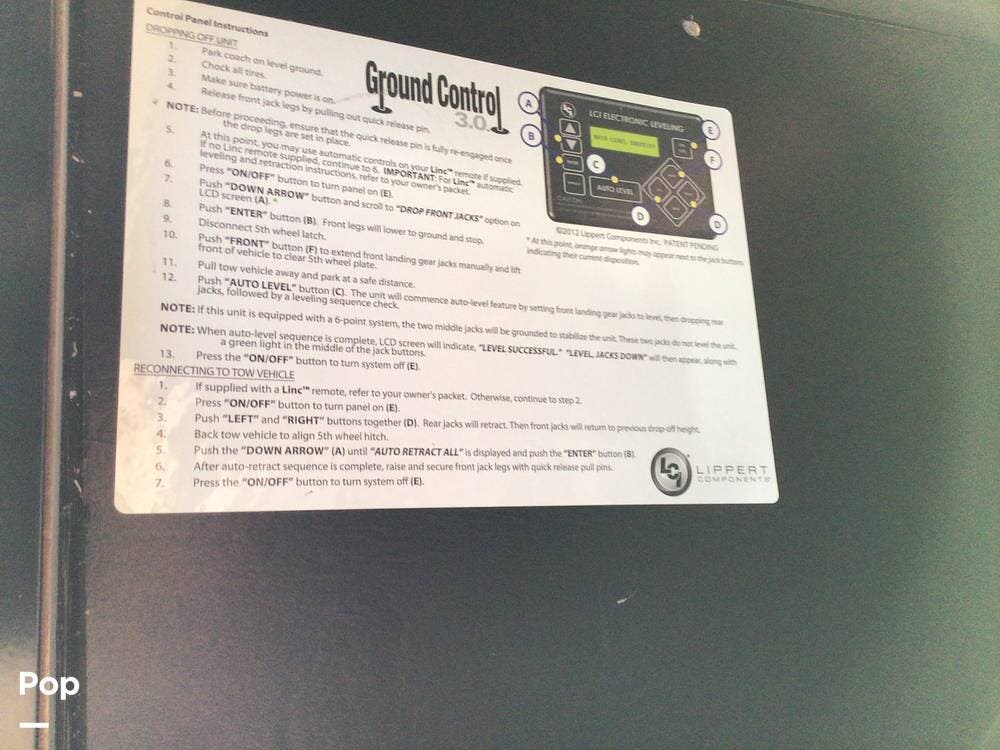 Control Panel Instructions
DROPPING OFF UNIT
1. Park coach on level ground.
2. Chock all tires.
3. Make sure battery power is on.
4. Release front jack legs by pulling out quick release pin.
* NOTE: Before proceeding, ensure that the quick release pin is fully re-engaged once
the drop legs are set in place.
5. At this point, you may use automatic controls on your Linc™ remote if supplied.
If no Linc remote supplied, continue to 6. IMPORTANT: For Linc™ automatic
leveling and retraction instructions, refer to your owner's packet.
6. Press "ON/OFF" button to turn panel on (E).
7. Push "DOWN ARROW" button and scroll to "DROP FRONT JACKS" option on
LCD screen (A). *
8. Push "ENTER" button (B). Front legs will lower to ground and stop.
9. Disconnect 5th wheel latch.
10. Push "FRONT" button (F) to extend front landing gear jacks manually and lift
front of vehicle to clear 5th wheel plate.
11. Pull tow vehicle away and park at a safe distance.
12. Push "AUTO LEVEL" button (C). The unit will commence auto-level feature by setting front landing gear jacks to level, then dropping rear
jacks, followed by a leveling sequence check.
NOTE: If this unit is equipped with a 6-point system, the two middle jacks will be grounded to stabilize the unit. These two jacks do not level the unit.
NOTE: When auto-level sequence is complete, LCD screen will indicate, "LEVEL SUCCESSFUL." "LEVEL, JACKS DOWN" will then appear, along with
a green light in the middle of the jack buttons.
13. Press the "ON/OFF" button to turn system off (E).
RECONNECTING TO TOW VEHICLE
1. If supplied with a Linc™ remote, refer to your owner's packet. Otherwise, continue to step 2.
2. Press "ON/OFF" button to turn panel on (E).
3. Push "LEFT" and "RIGHT" buttons together (D). Rear jacks will retract. Then front jacks will return to previous drop-off height.
4. Back tow vehicle to align 5th wheel hitch.
5. Push the "DOWN ARROW" (A) until "AUTO RETRACT ALL" is displayed and push the "ENTER" button (B).
6. After auto-retract sequence is complete, raise and secure front jack legs with quick release pull pins.
7. Press the "ON/OFF" button to turn system off (E).
Ground Control
3.0
A
B
C
D
D
E
F
LCI ELECTRONIC LEVELING
AUTO LEVEL
©2012 Lippert Components Inc. PATENT PENDING
* At this point, orange arrow lights may appear next to the jack buttons
indicating their current disposition.
LCI
LIPPERT
COMPONENTS
Pop